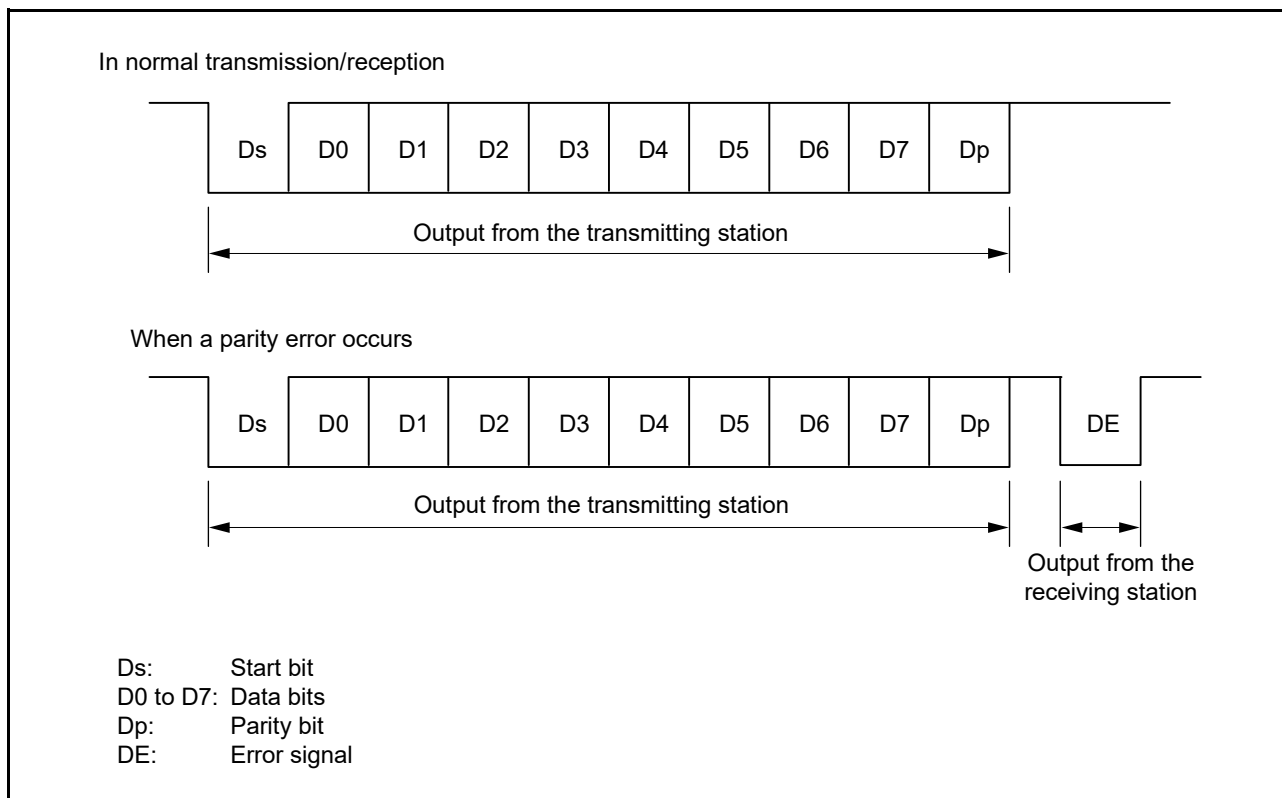 In normal transmission/reception
Ds D0 D1 D2 D3 D4 D5 D6 D7 Dp
Output from the transmitting station
When a parity error occurs
Ds D0 D1 D2 D3 D4 D5 D6 D7 Dp DE
Output from the transmitting station
Output from the
receiving station
Ds: Start bit
D0 to D7: Data bits
Dp: Parity bit
DE: Error signal